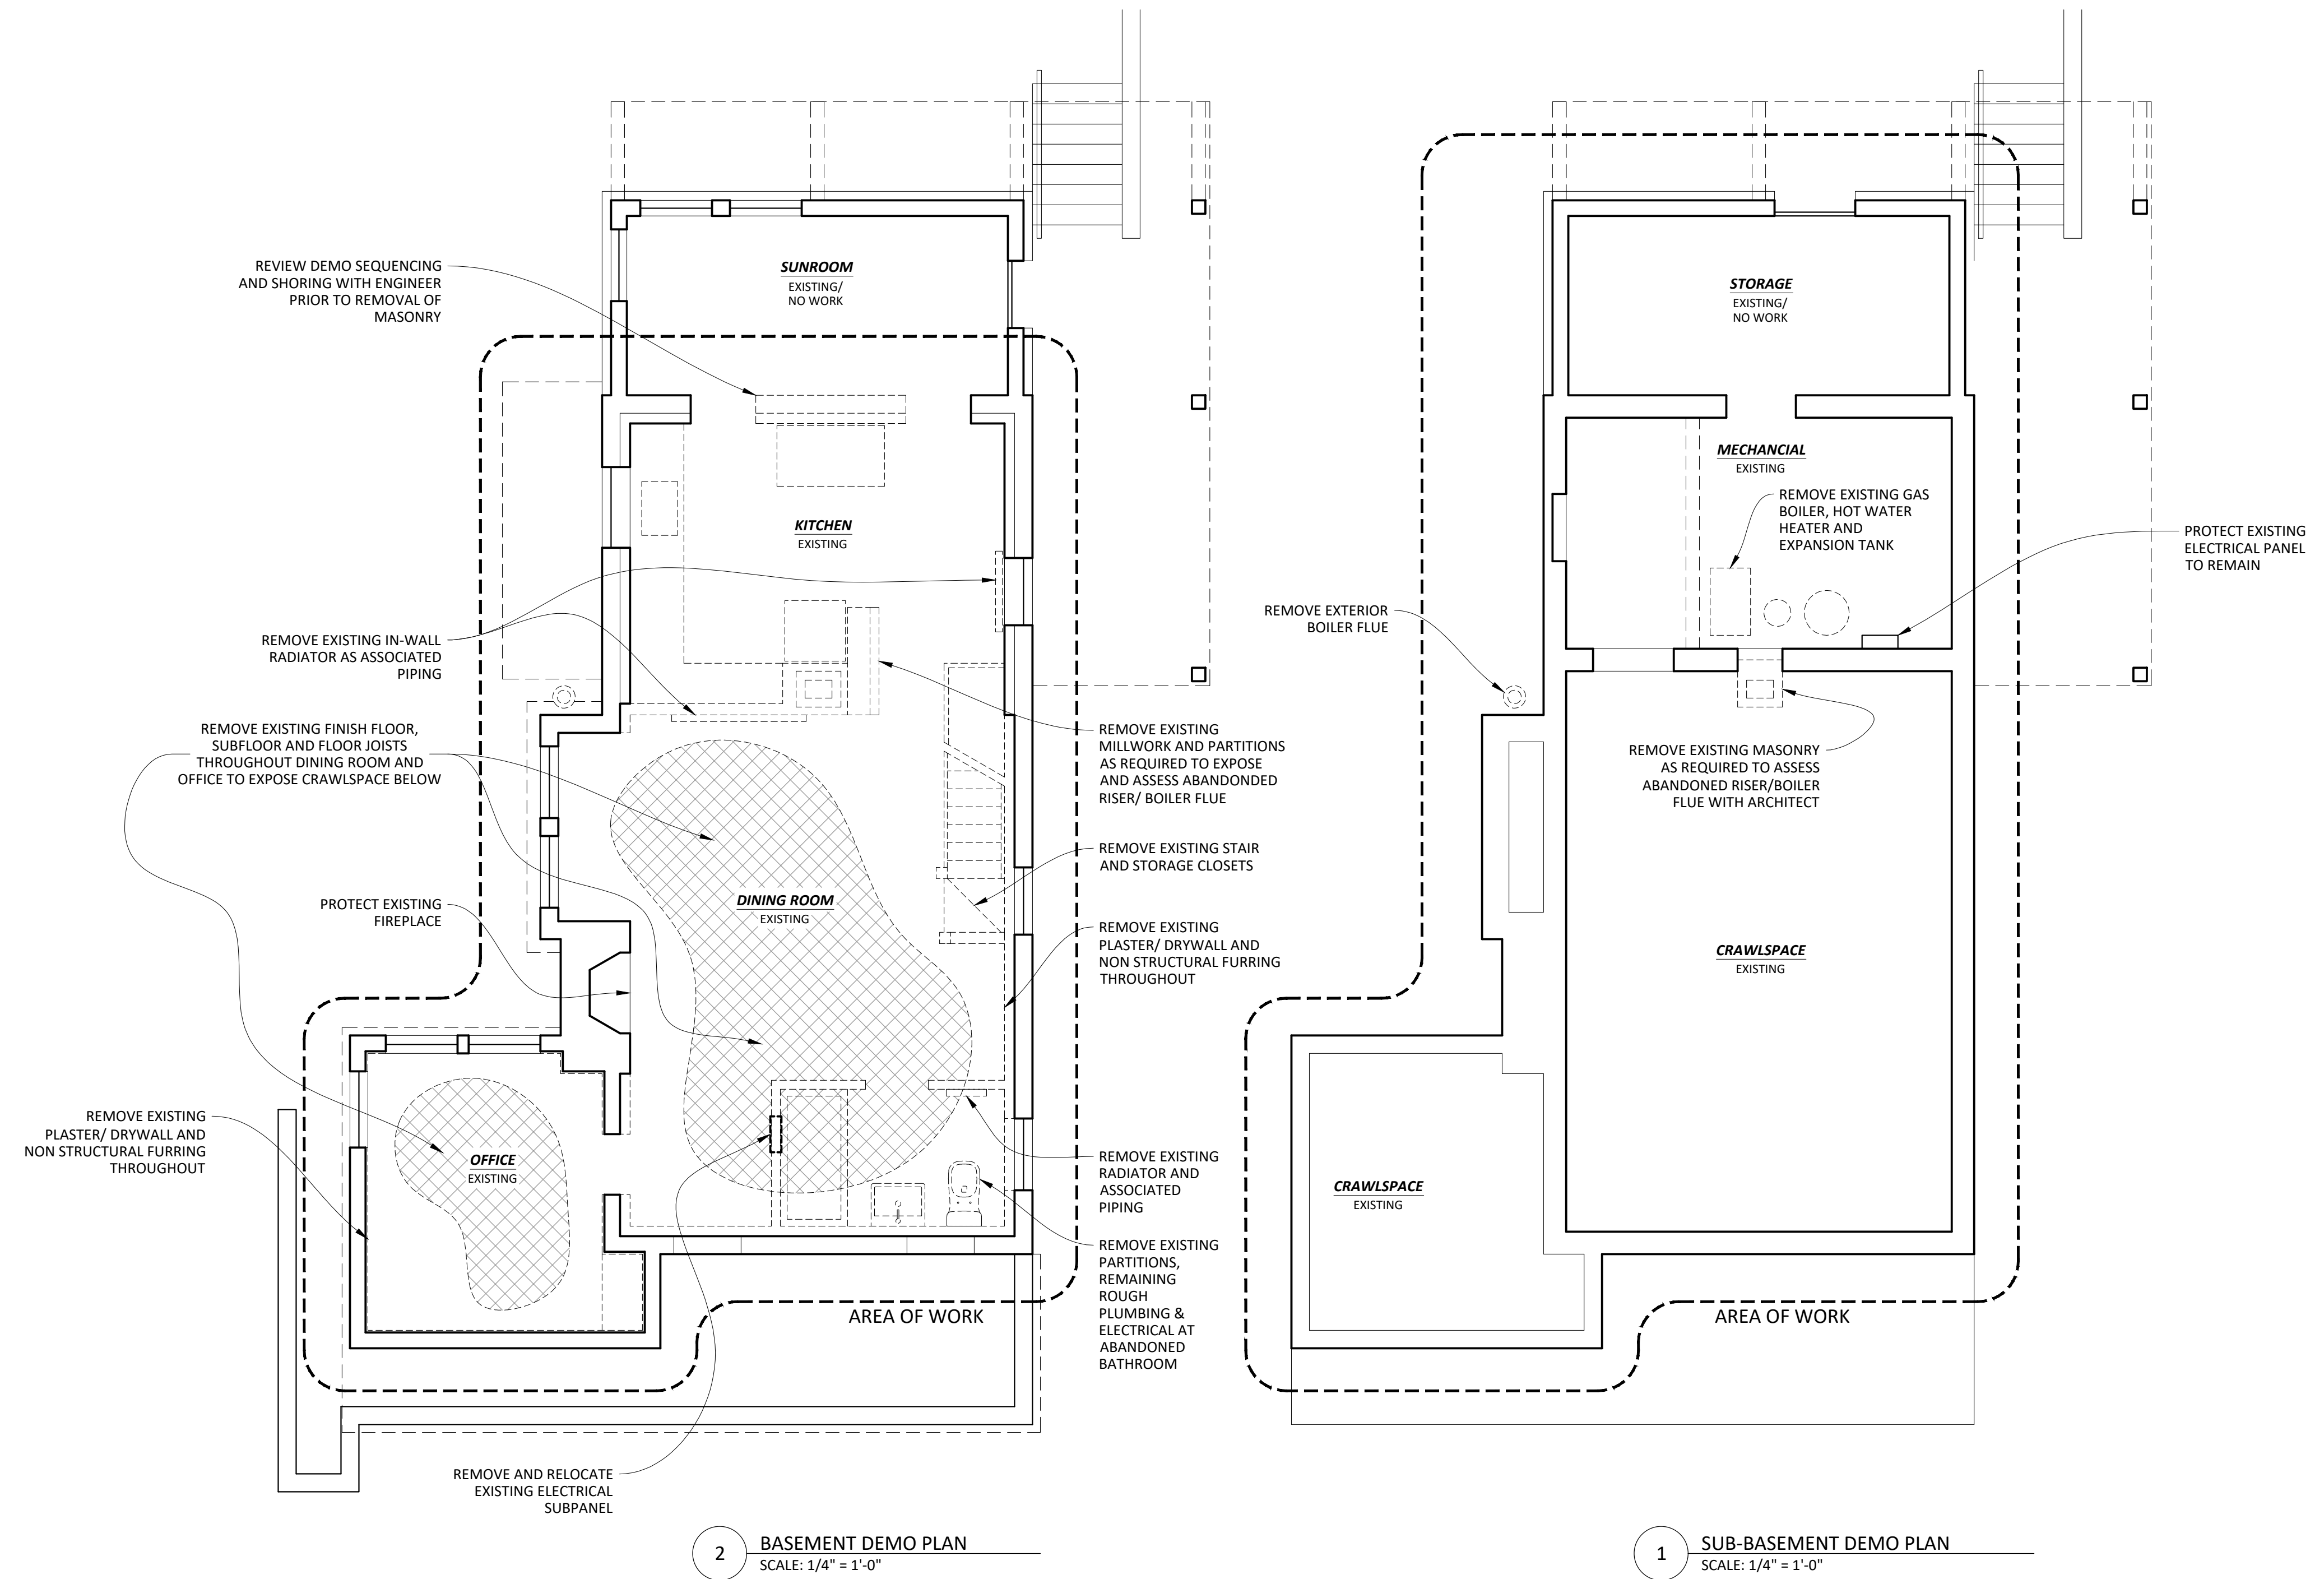 REVIEW DEMO SEQUENCING
AND SHORING WITH ENGINEER
PRIOR TO REMOVAL OF
MASONRY
SUNROOM
EXISTING/
NO WORK
KITCHEN
EXISTING
REMOVE EXISTING IN-WALL
RADIATOR AS ASSOCIATED
PIPING
REMOVE EXISTING FINISH FLOOR,
SUBFLOOR AND FLOOR JOISTS
THROUGHOUT DINING ROOM AND
OFFICE TO EXPOSE CRAWLSPACE BELOW
PROTECT EXISTING
FIREPLACE
DINING ROOM
EXISTING
REMOVE EXISTING
PLASTER/ DRYWALL AND
NON STRUCTURAL FURRING
THROUGHOUT
OFFICE
EXISTING
REMOVE EXISTING
MILLWORK AND PARTITIONS
AS REQUIRED TO EXPOSE
AND ASSESS ABANDONDED
RISER/ BOILER FLUE
REMOVE EXISTING STAIR
AND STORAGE CLOSETS
REMOVE EXISTING
PLASTER/ DRYWALL AND
NON STRUCTURAL FURRING
THROUGHOUT
REMOVE EXISTING
RADIATOR AND
ASSOCIATED
PIPING
REMOVE EXISTING
PARTITIONS,
REMAINING
ROUGH
PLUMBING &
ELECTRICAL AT
ABANDONED
BATHROOM
AREA OF WORK
REMOVE AND RELOCATE
EXISTING ELECTRICAL
SUBPANEL
2
BASEMENT DEMO PLAN
SCALE: 1/4" = 1'-0"
STORAGE
EXISTING/
NO WORK
MECHANCIAL
EXISTING
REMOVE EXISTING GAS
BOILER, HOT WATER
HEATER AND
EXPANSION TANK
PROTECT EXISTING
ELECTRICAL PANEL
TO REMAIN
REMOVE EXTERIOR
BOILER FLUE
REMOVE EXISTING MASONRY
AS REQUIRED TO ASSESS
ABANDONED RISER/BOILER
FLUE WITH ARCHITECT
CRAWLSPACE
EXISTING
CRAWLSPACE
EXISTING
AREA OF WORK
1
SUB-BASEMENT DEMO PLAN
SCALE: 1/4" = 1'-0"